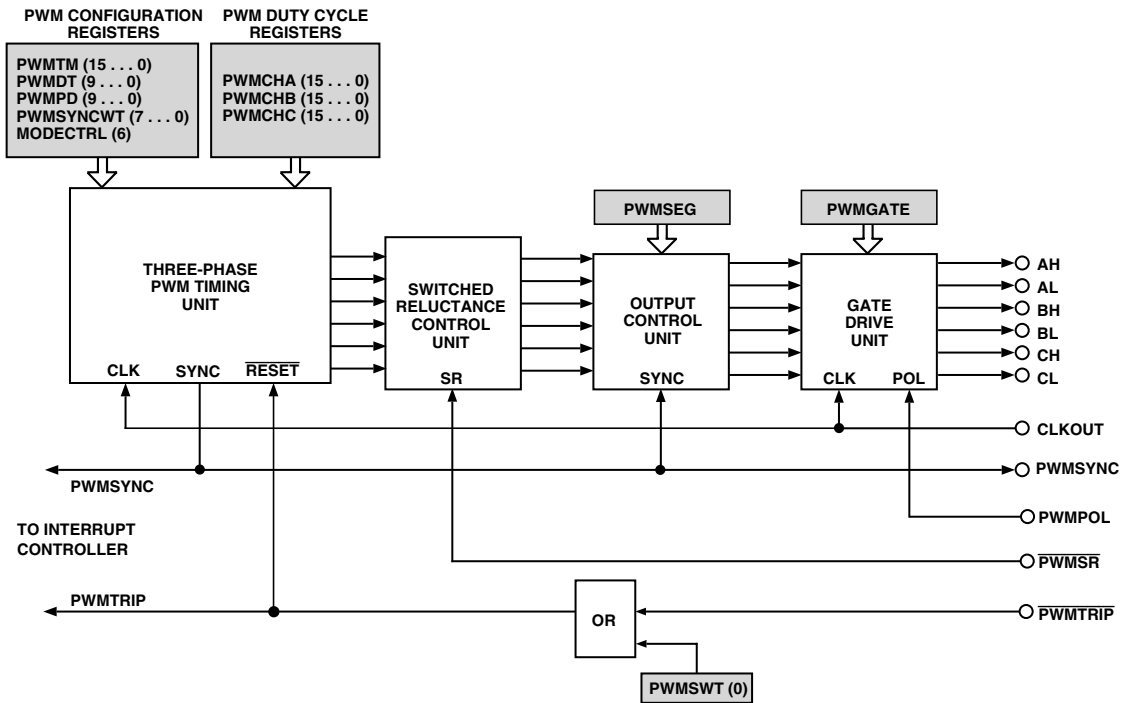 PWM CONFIGURATION
REGISTERS
PWM DUTY CYCLE
REGISTERS
PWMTM (15 . . . 0)
PWMDT (9 . . . 0)
PWMPD (9 . . . 0)
PWMSYNCWT (7 . . . 0)
MODECTRL (6)
PWMCHA (15 . . . 0)
PWMCHB (15 . . . 0)
PWMCHC (15 . . . 0)
PWMSEG
PWMGATE
THREE-PHASE
PWM TIMING
UNIT
CLK
SYNC
RESET
SWITCHED
RELUCTANCE
CONTROL
UNIT
SR
OUTPUT
CONTROL
UNIT
SYNC
GATE
DRIVE
UNIT
CLK
POL
AH
AL
BH
BL
CH
CL
CLKOUT
PWMSYNC
PWMSYNC
PWMPOL
TO INTERRUPT
CONTROLLER
PWMSR
PWMTRIP
OR
PWMTRIP
PWMSWT (0)